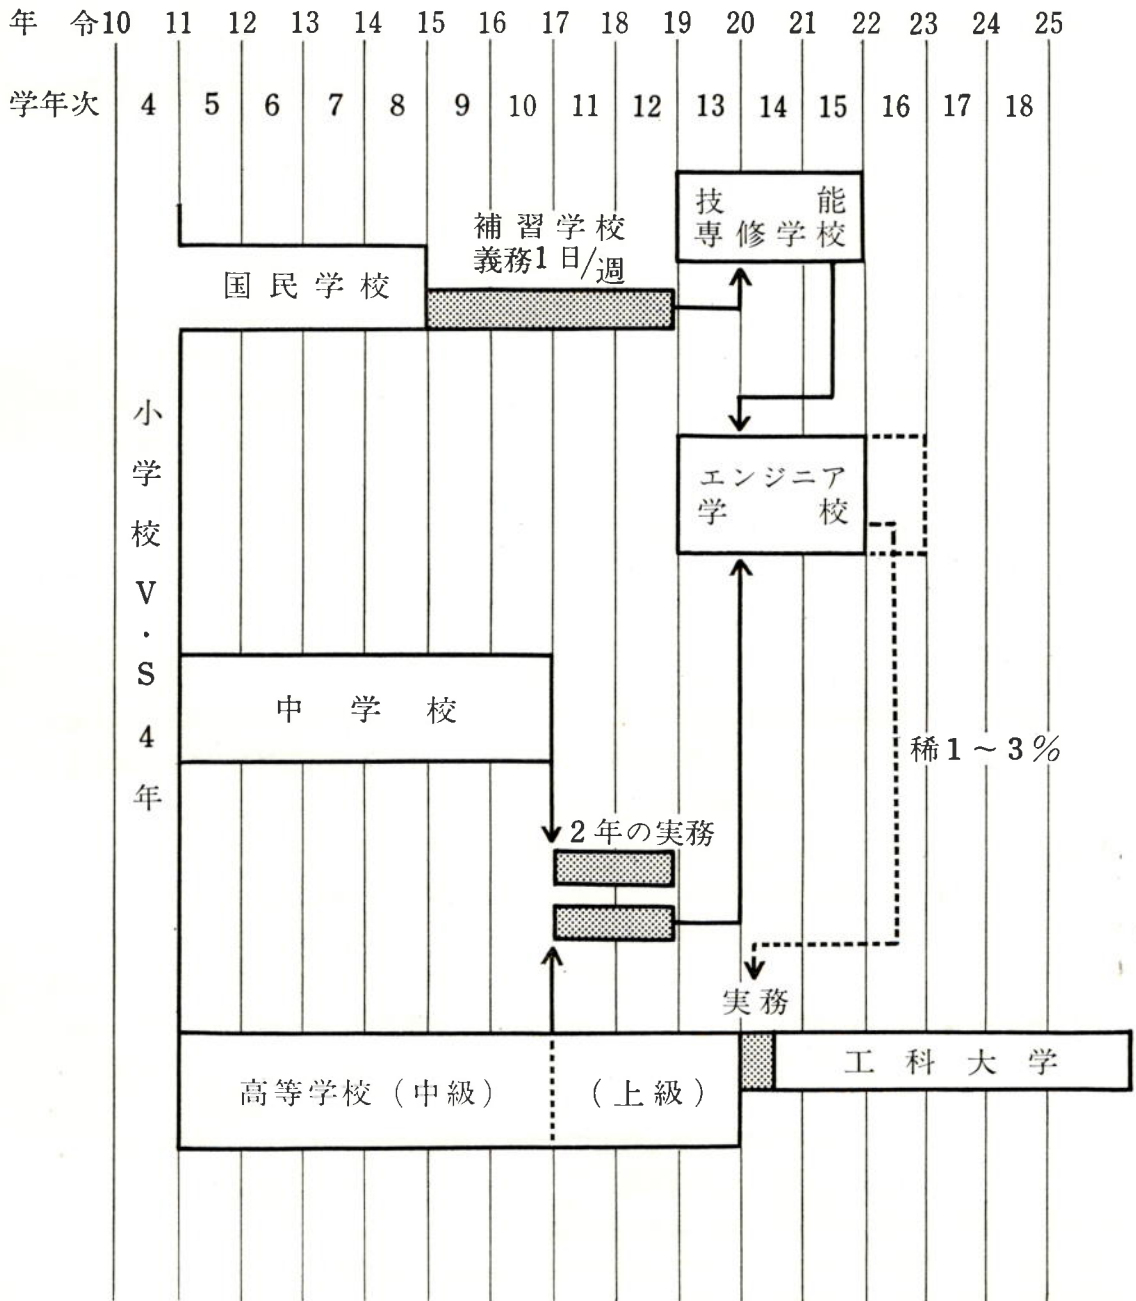 年 令 10 11 12 13 14 15 16 17 18 19 20 21 22 23 24 25
学年次 4 5 6 7 8 9 10 11 12 13 14 15 16 17 18
技能
専修学校
補習学校
義務1日/週
国民学校
小学校V・S4年
エンジニア
学校
中学校
稀1～3%
2年の実務
実務
工科大学
高等学校(中級) (上級)